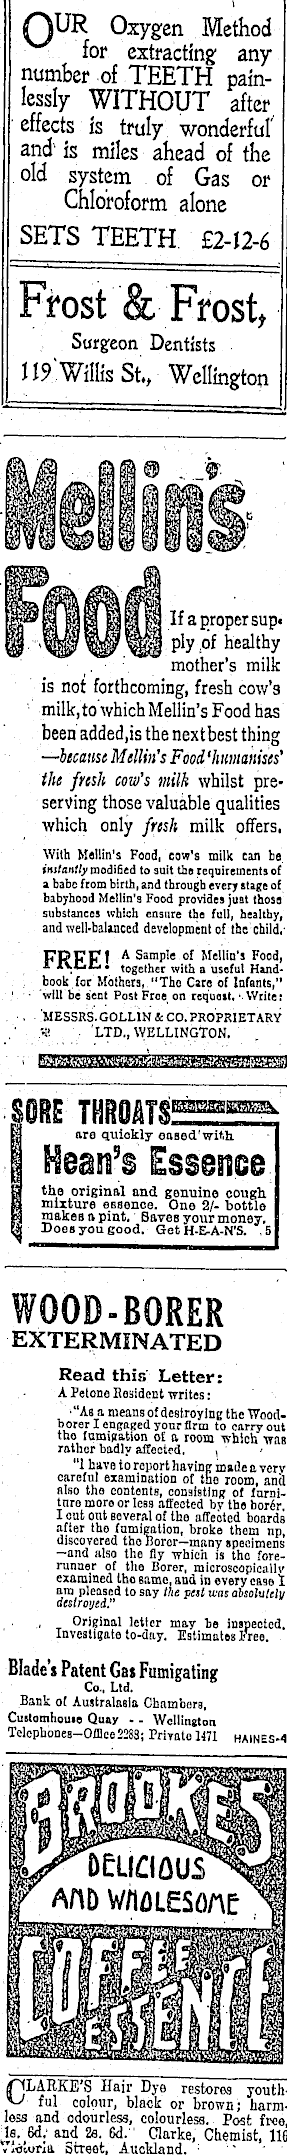 OUR Oxygen Method
for extracting any
number of TEETH pain-
lessly WITHOUT after
effects is truly wonderful
and is miles ahead of the
old system of Gas or
Chloroform alone
SETS TEETH £2-12-6
Frost & Frost,
Surgeon Dentists
119 Willis St., Wellington
Mellin's
Food
If a proper sup-
ply of healthy
mother's milk
is not forthcoming, fresh cow's
milk, to which Mellin's Food has
been added, is the next best thing
—because Mellin's Food 'humanises'
the fresh cow's milk whilst pre-
serving those valuable qualities
which only fresh milk offers.
With Mellin's Food, cow's milk can be
instantly modified to suit the requirements of
a babe from birth, and through every stage of
babyhood Mellin's Food provides just those
substances which ensure the full, healthy,
and well-balanced development of the child.
FREE! A Sample of Mellin's Food,
together with a useful Hand-
book for Mothers, "The Care of Infants,"
will be sent Post Free on request. Write:
MESSRS. GOLLIN & CO. PROPRIETARY
LTD., WELLINGTON.
SORE THROATS
are quickly eased with
Hean's Essence
the original and genuine cough
mixture essence. One 2/- bottle
makes a pint. Saves your money.
Does you good. Get H-E-A-N'S. 5
WOOD-BORER
EXTERMINATED
Read this Letter:
A Petone Resident writes:
"As a means of destroying the Wood-
borer I engaged your firm to carry out
the fumigation of a room which was
rather badly affected.
"I have to report having made a very
careful examination of the room, and
also the contents, consisting of furni-
ture more or less affected by the borer.
I cut out several of the affected boards
after the fumigation, broke them up,
discovered the Borer—many specimens
—and also the fly which is the fore-
runner of the Borer, microscopically
examined the same, and in every case I
am pleased to say the pest was absolutely
destroyed."
Original letter may be inspected.
Investigate to-day. Estimates Free.
Blade's Patent Gas Fumigating
Co., Ltd.
Bank of Australasia Chambers,
Customhouse Quay - - Wellington
Telephones—Office 2288; Private 1471 HAINES-4
BROOKES
DELICIOUS
AND WHOLESOME
COFFEE
ESSENCE
CLARKE'S Hair Dye restores youth-
ful colour, black or brown; harm-
less and odourless, colourless. Post free,
1s. 6d. and 2s. 6d. Clarke, Chemist, 116
Victoria Street, Auckland.